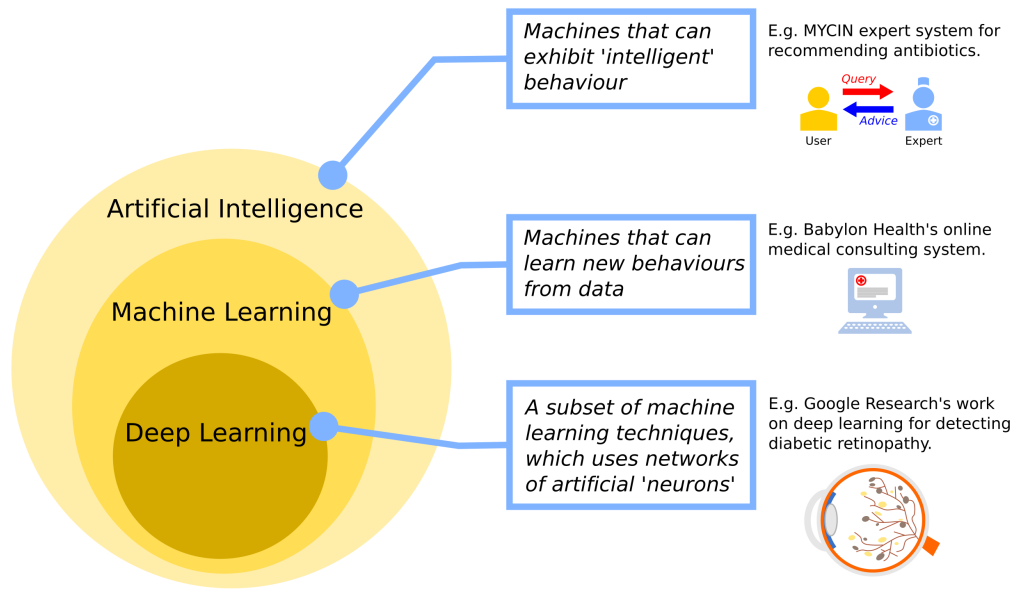 Machines that can
exhibit 'intelligent'
behaviour
E.g. MYCIN expert system for
recommending antibiotics.
Query
Advice
User
Expert
Artificial Intelligence
Machines that can
learn new behaviours
from data
E.g. Babylon Health's online
medical consulting system.
Machine Learning
Deep Learning
A subset of machine
learning techniques,
which uses networks
of artificial 'neurons'
E.g. Google Research's work
on deep learning for detecting
diabetic retinopathy.